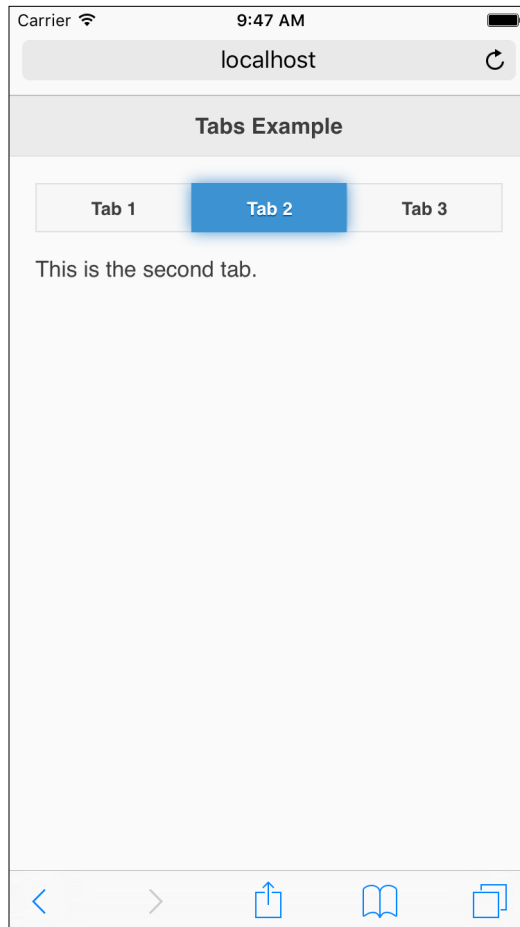 Carrier 9:47 AM
localhost
Tabs Example
Tab 1 Tab 2 Tab 3
This is the second tab.